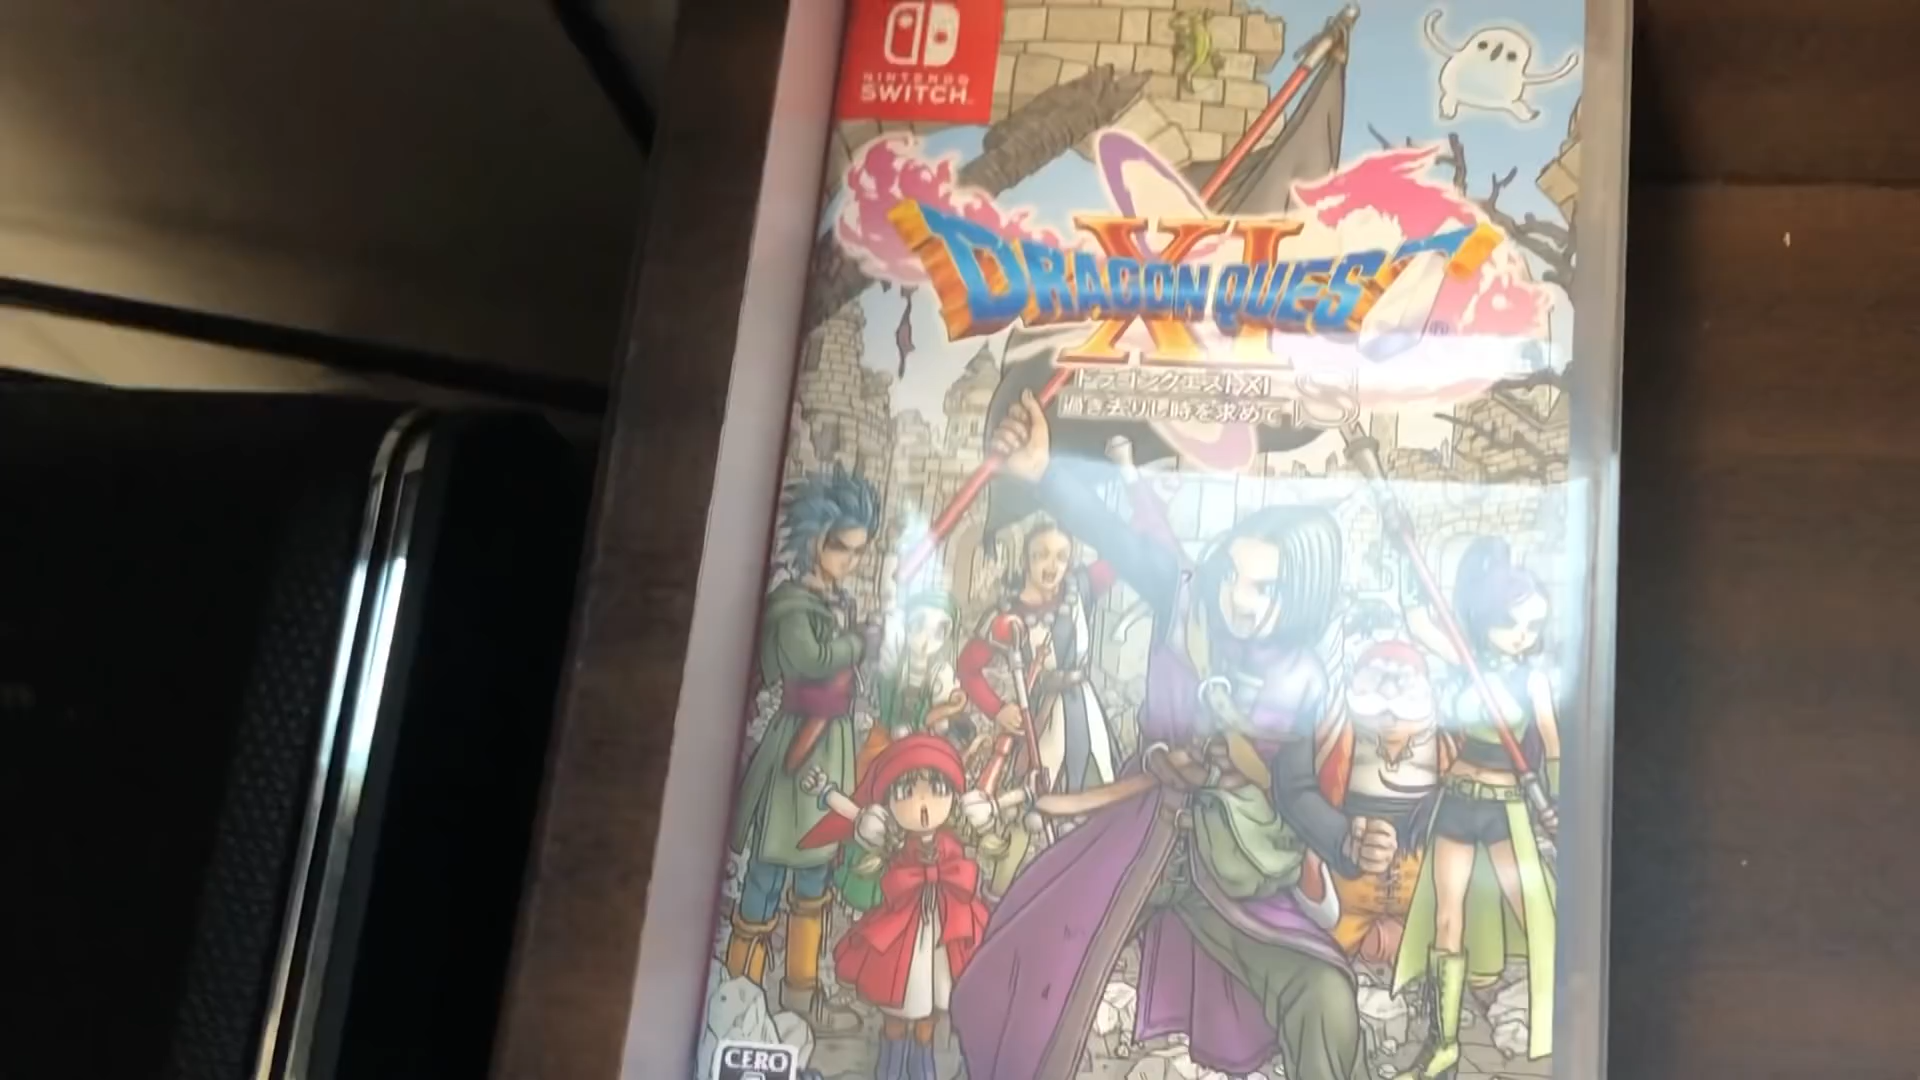 NINTENDO
SWITCH
DRAGON QUEST
XI
ドラゴンクエストXI
過ぎ去りし時を求めて S
CERO